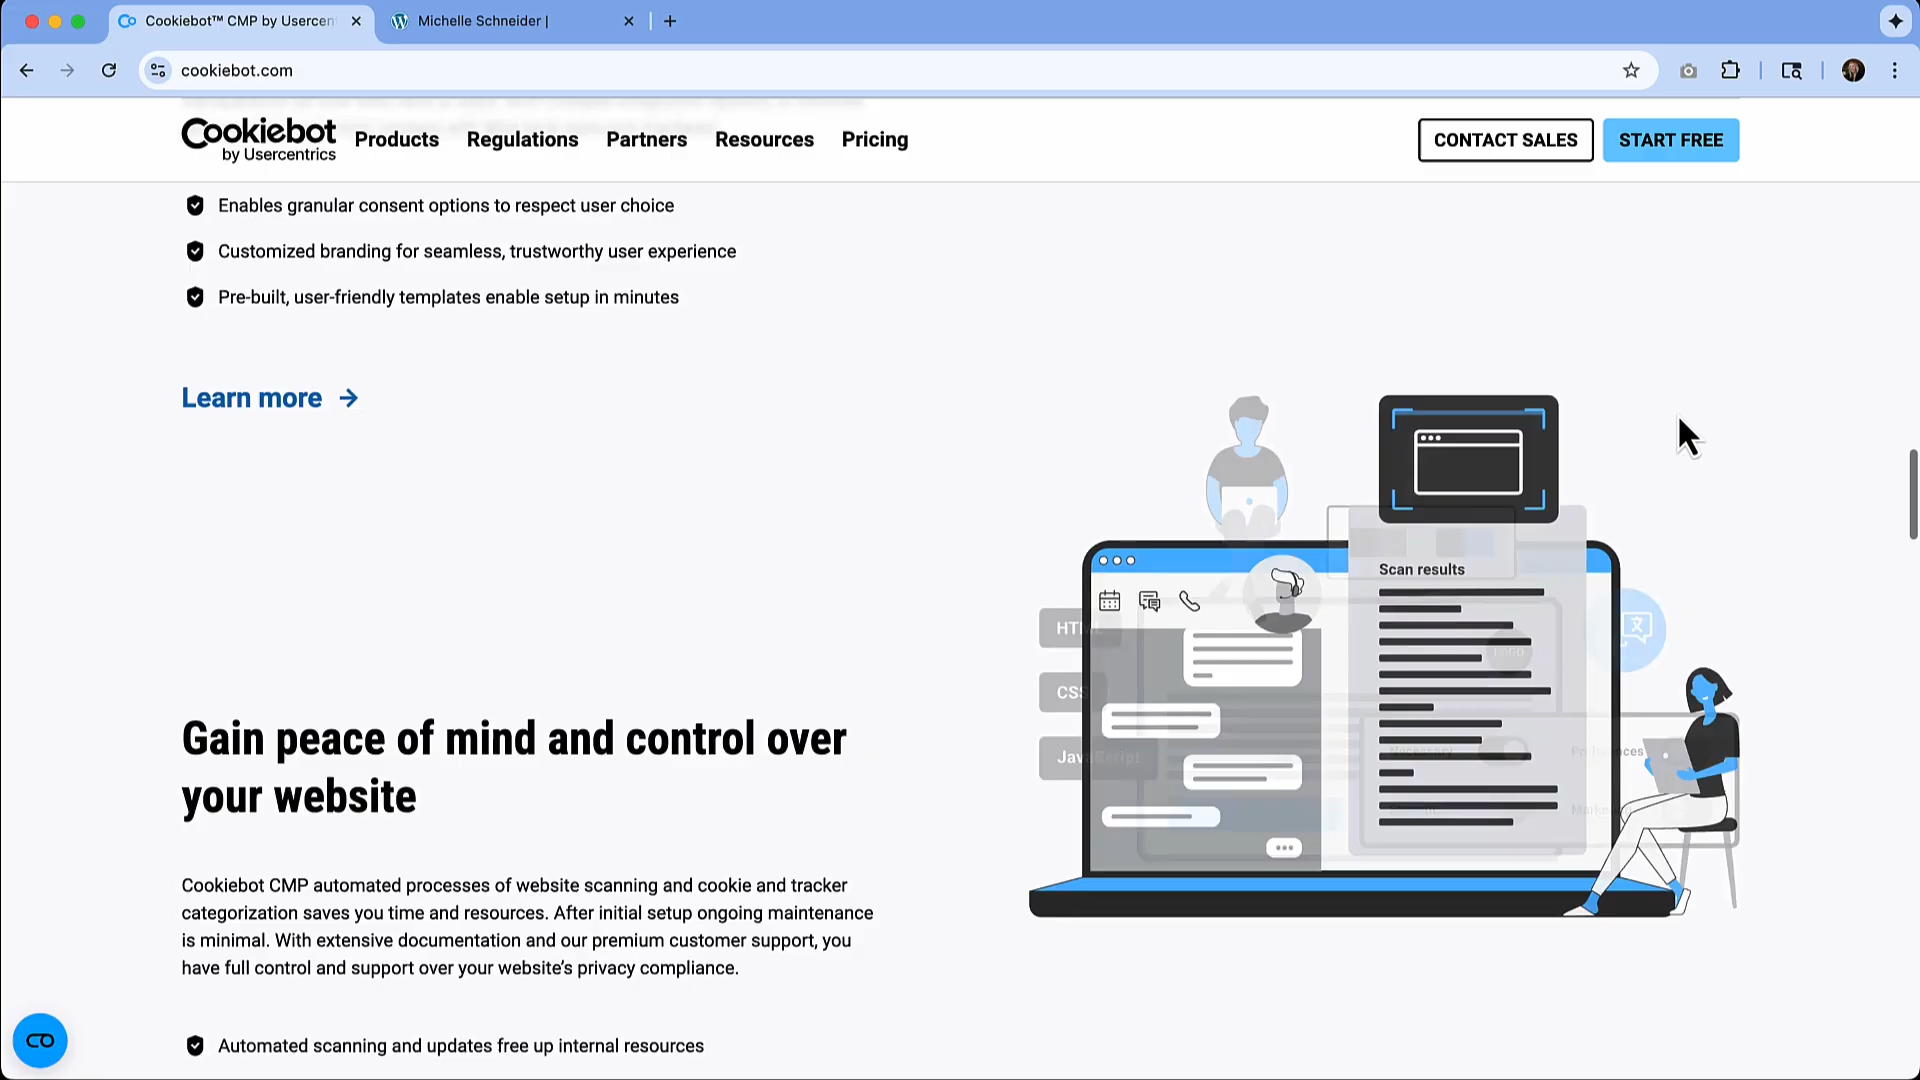 Cookiebot™ CMP by Usercen
Michelle Schneider |
cookiebot.com
Cookiebot
by Usercentrics
Products
Regulations
Partners
Resources
Pricing
CONTACT SALES
START FREE
Enables granular consent options to respect user choice
Customized branding for seamless, trustworthy user experience
Pre-built, user-friendly templates enable setup in minutes
Learn more
Scan results
HTML
CSS
JavaScript
Gain peace of mind and control over
your website
Cookiebot CMP automated processes of website scanning and cookie and tracker
categorization saves you time and resources. After initial setup ongoing maintenance
is minimal. With extensive documentation and our premium customer support, you
have full control and support over your website’s privacy compliance.
Automated scanning and updates free up internal resources